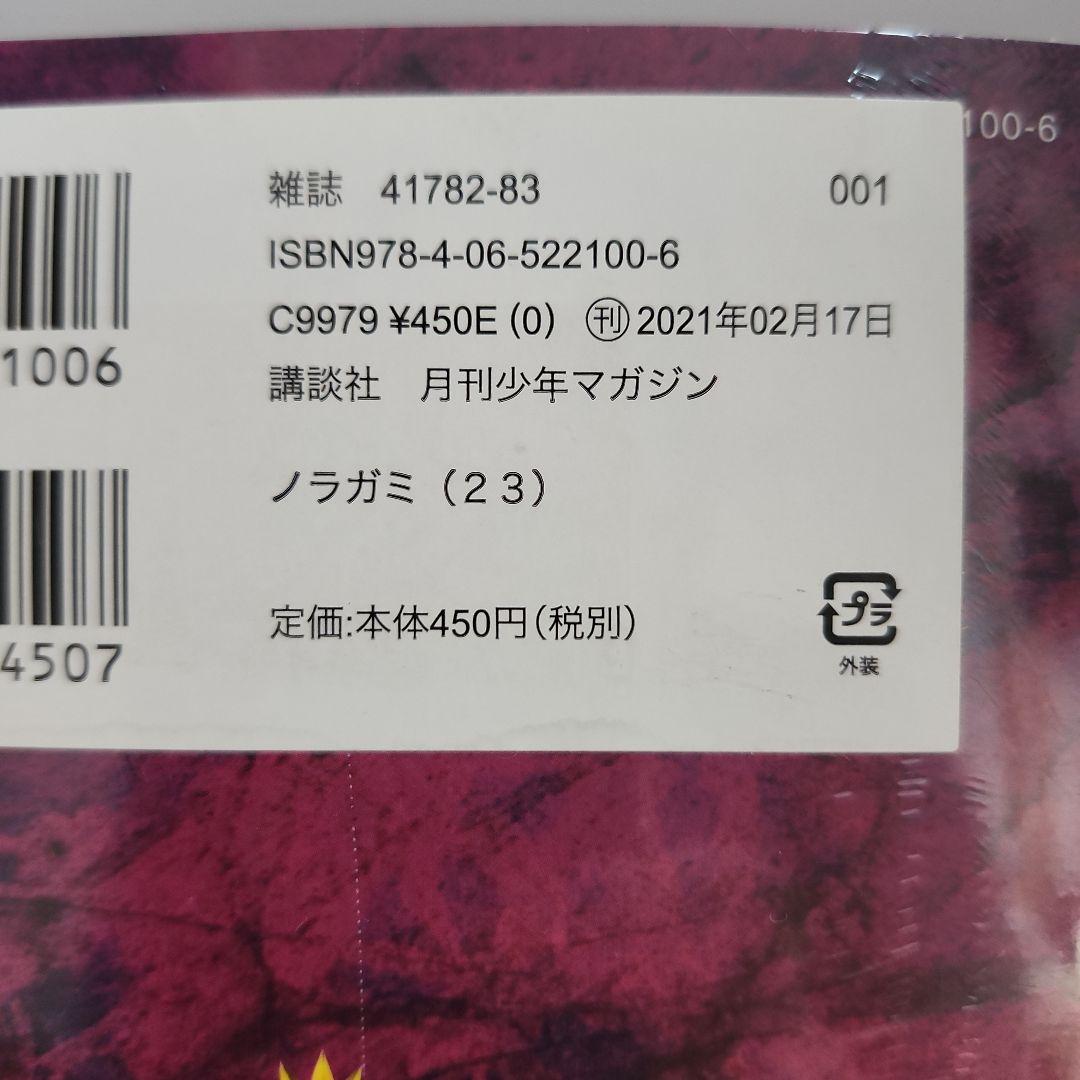 100-6
雑誌 41782-83 001
ISBN978-4-06-522100-6
C9979 ¥450E (0) ㊞刊 2021年02月17日
1006
講談社 月刊少年マガジン
ノラガミ（２３）
定価:本体450円（税別）
プラ
4507
外装